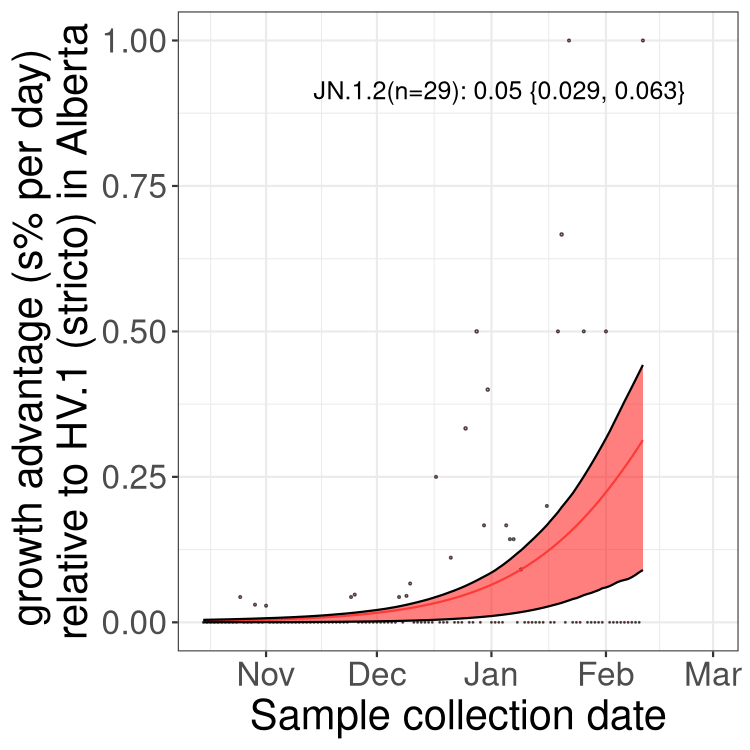 growth advantage (s% per day)
relative to HV.1 (stricto) in Alberta
1.00
0.75
0.50
0.25
0.00
JN.1.2(n=29): 0.05 {0.029, 0.063}
Nov Dec Jan Feb Mar
Sample collection date